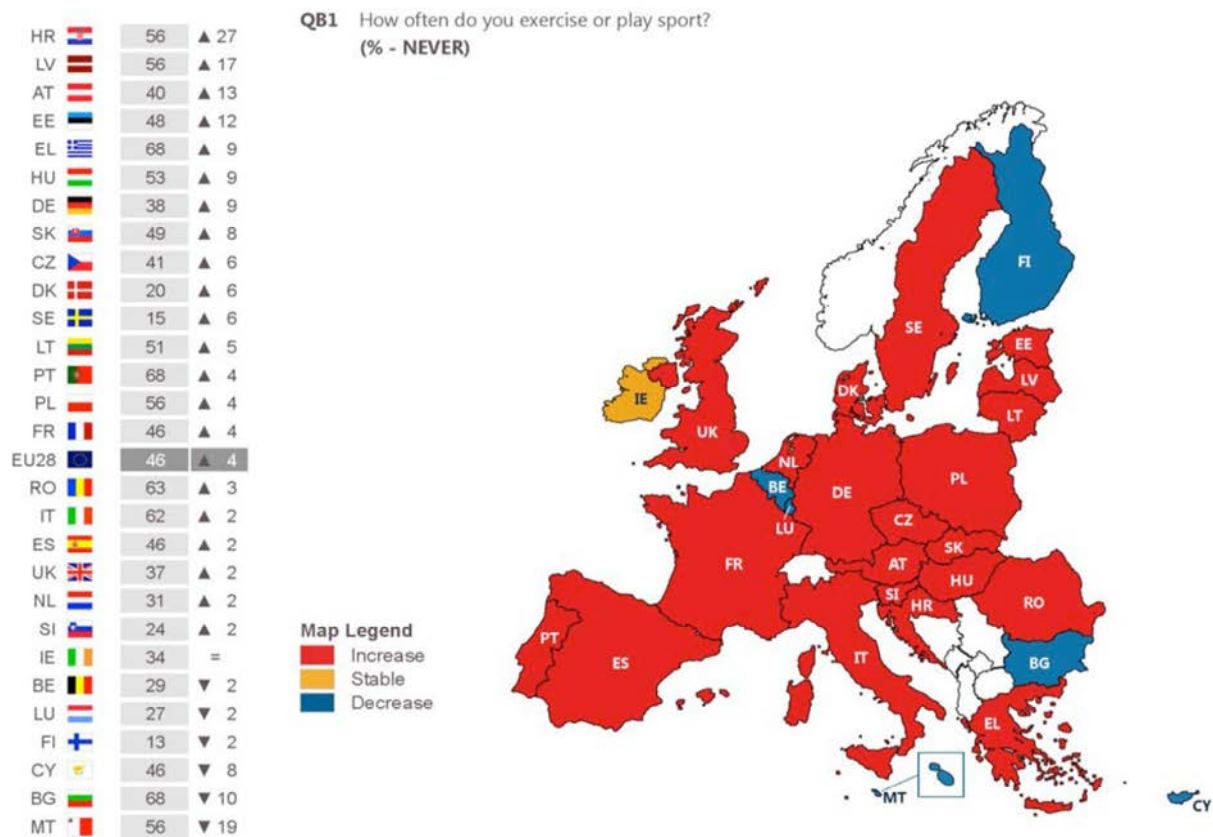 QB1 How often do you exercise or play sport?
(% - NEVER)
HR 56 ▲ 27
LV 56 ▲ 17
AT 40 ▲ 13
EE 48 ▲ 12
EL 68 ▲ 9
HU 53 ▲ 9
DE 38 ▲ 9
SK 49 ▲ 8
CZ 41 ▲ 6
DK 20 ▲ 6
SE 15 ▲ 6
LT 51 ▲ 5
PT 68 ▲ 4
PL 56 ▲ 4
FR 46 ▲ 4
EU28 46 ▲ 4
RO 63 ▲ 3
IT 62 ▲ 2
ES 46 ▲ 2
UK 37 ▲ 2
NL 31 ▲ 2
SI 24 ▲ 2
IE 34 =
BE 29 ▼ 2
LU 27 ▼ 2
FI 13 ▼ 2
CY 46 ▼ 8
BG 68 ▼ 10
MT 56 ▼ 19
Map Legend
Increase
Stable
Decrease
FI
SE
EE
LV
LT
DK
IE
UK
NL
BE
LU
DE
PL
CZ
SK
AT
HU
SI
HR
RO
FR
PT
ES
IT
BG
EL
MT
CY